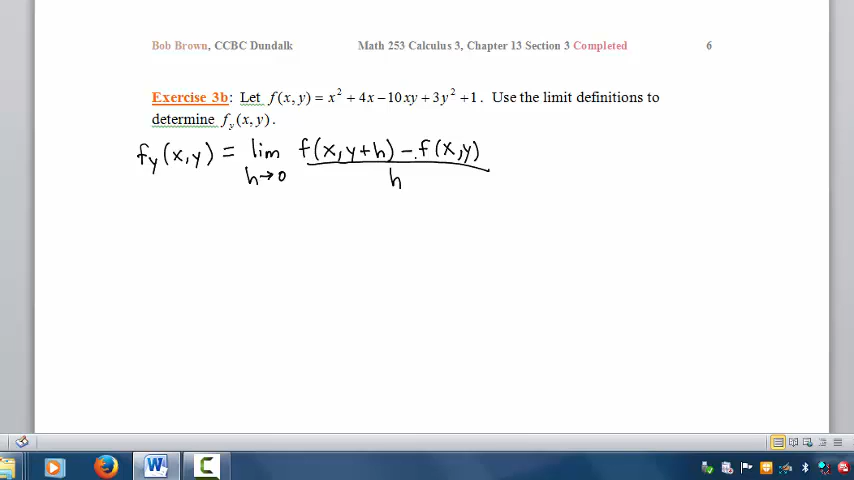 Bob Brown, CCBC Dundalk Math 253 Calculus 3, Chapter 13 Section 3 Completed 6
Exercise 3b: Let f(x, y) = x² + 4x − 10xy + 3y² + 1. Use the limit definitions to
determine f_y(x, y).
f_y(x,y) = lim h→0 f(x, y+h) − f(x,y) / h